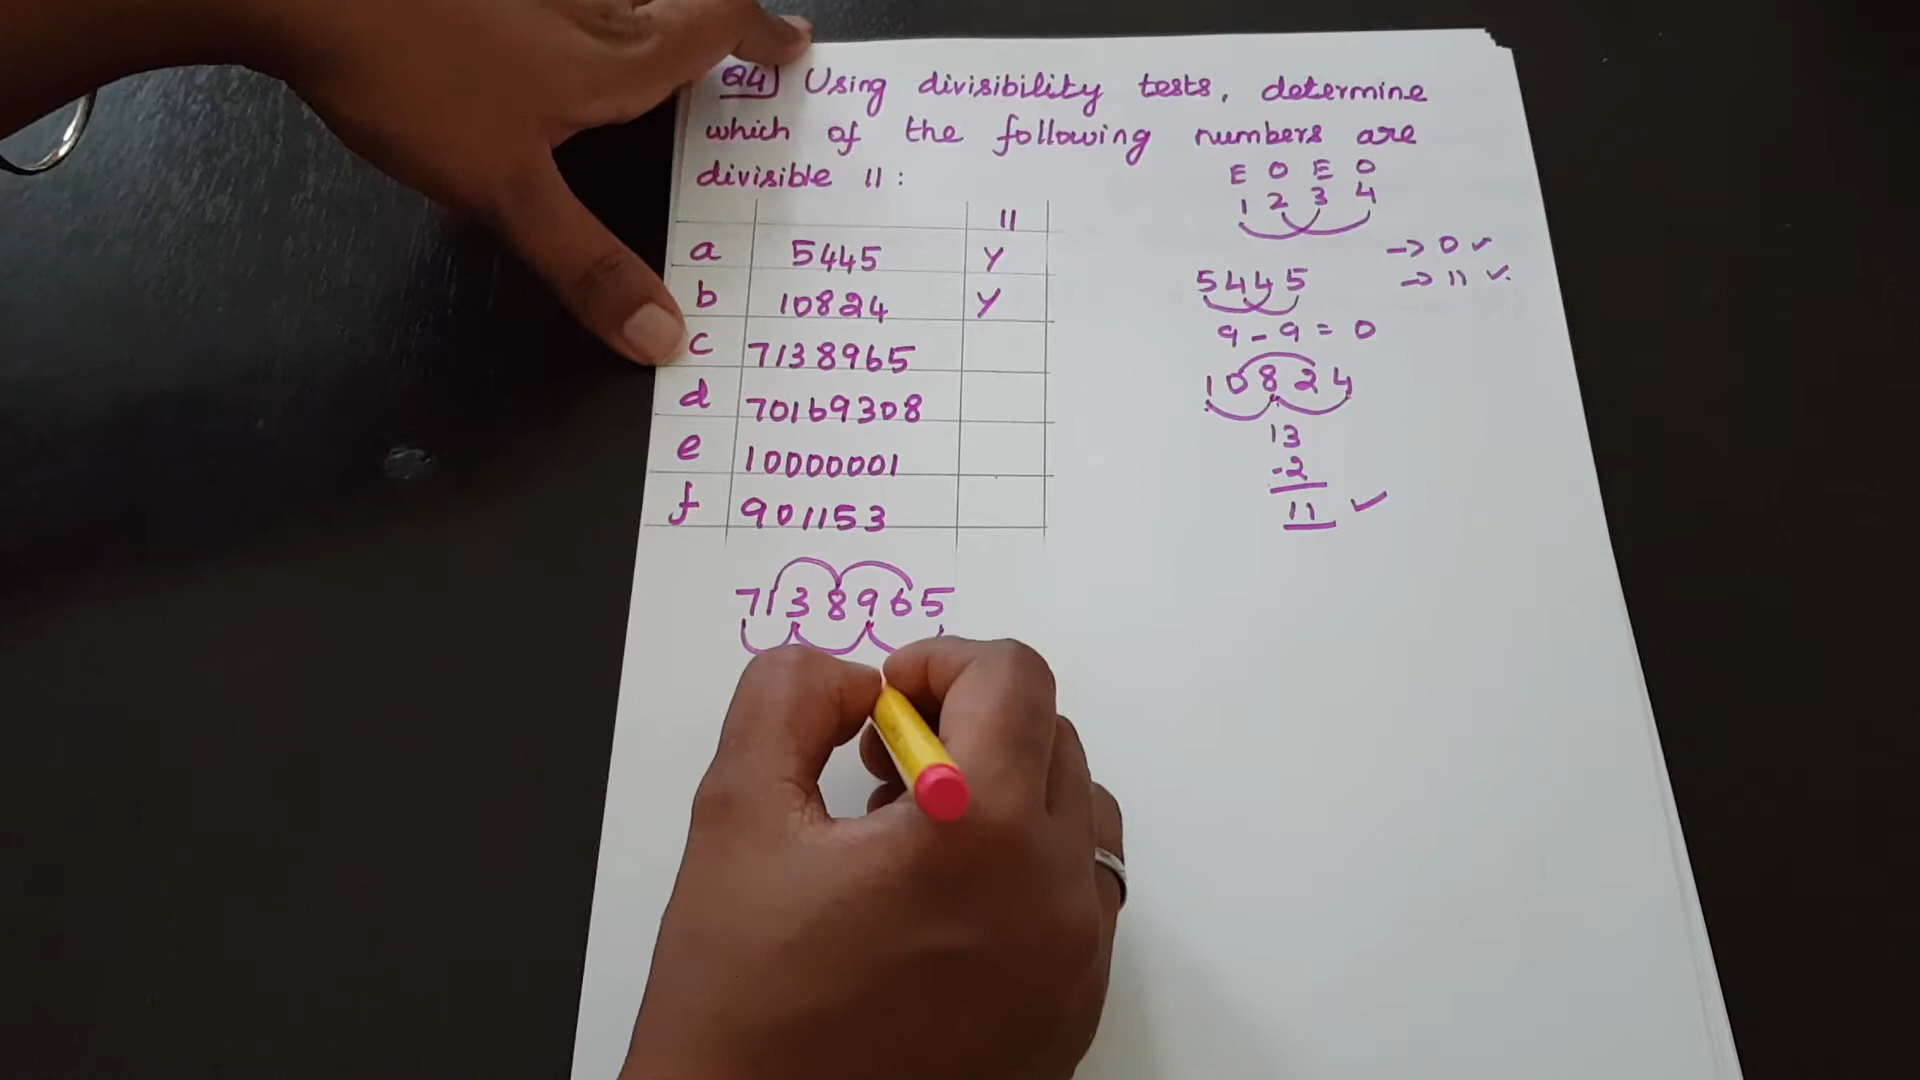 Q4) Using divisibility tests, determine
which of the following numbers are
divisible 11 :
E O E O
1 2 3 4
11
a 5445 Y
b 10824 Y
c 7138965
d 70169308
e 10000001
f 901153
→ 0 ✓
→ 11 ✓
5445
9 - 9 = 0
10824
13
-2
11 ✓
7138965